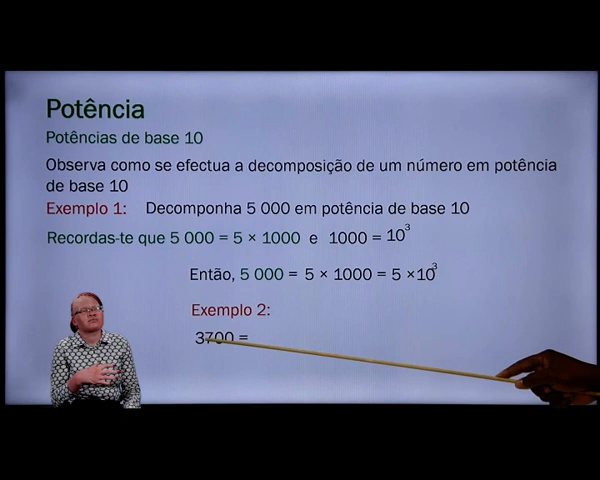 Potência
Potências de base 10
Observa como se efectua a decomposição de um número em potência
de base 10
Exemplo 1: Decomponha 5 000 em potência de base 10
Recordas-te que 5 000 = 5 × 1000 e 1000 = 10³
Então, 5 000 = 5 × 1000 = 5 ×10³
Exemplo 2:
3700 =